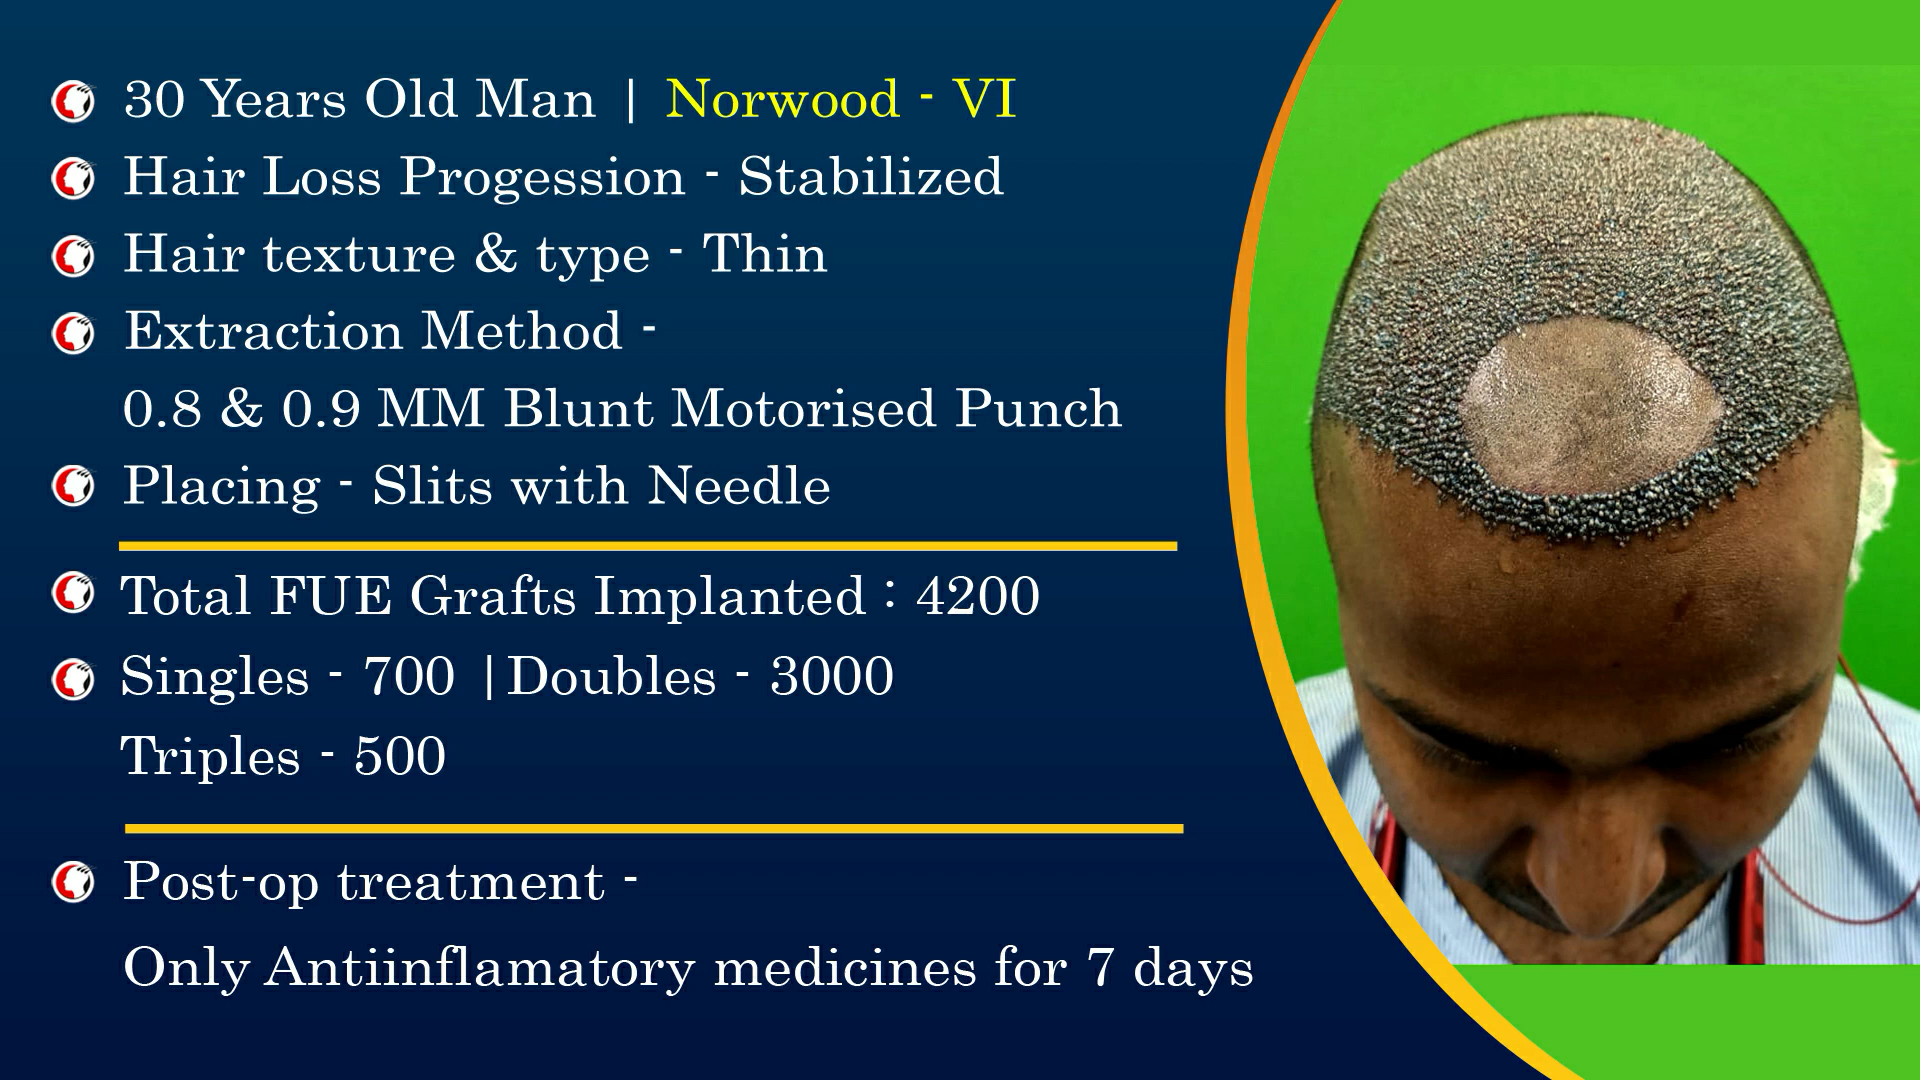 30 Years Old Man | Norwood - VI
Hair Loss Progession - Stabilized
Hair texture & type - Thin
Extraction Method -
0.8 & 0.9 MM Blunt Motorised Punch
Placing - Slits with Needle
Total FUE Grafts Implanted : 4200
Singles - 700 |Doubles - 3000
Triples - 500
Post-op treatment -
Only Antiinflamatory medicines for 7 days